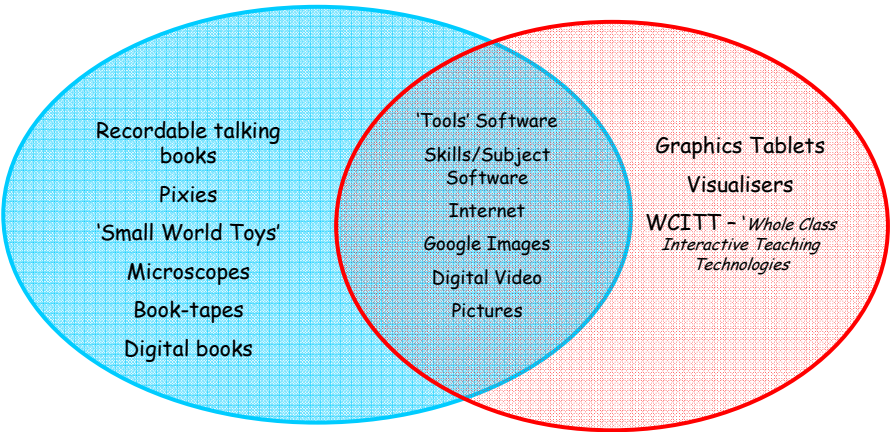 Recordable talking
books
Pixies
‘Small World Toys’
Microscopes
Book-tapes
Digital books
‘Tools’ Software
Skills/Subject
Software
Internet
Google Images
Digital Video
Pictures
Graphics Tablets
Visualisers
WCITT – ‘Whole Class
Interactive Teaching
Technologies